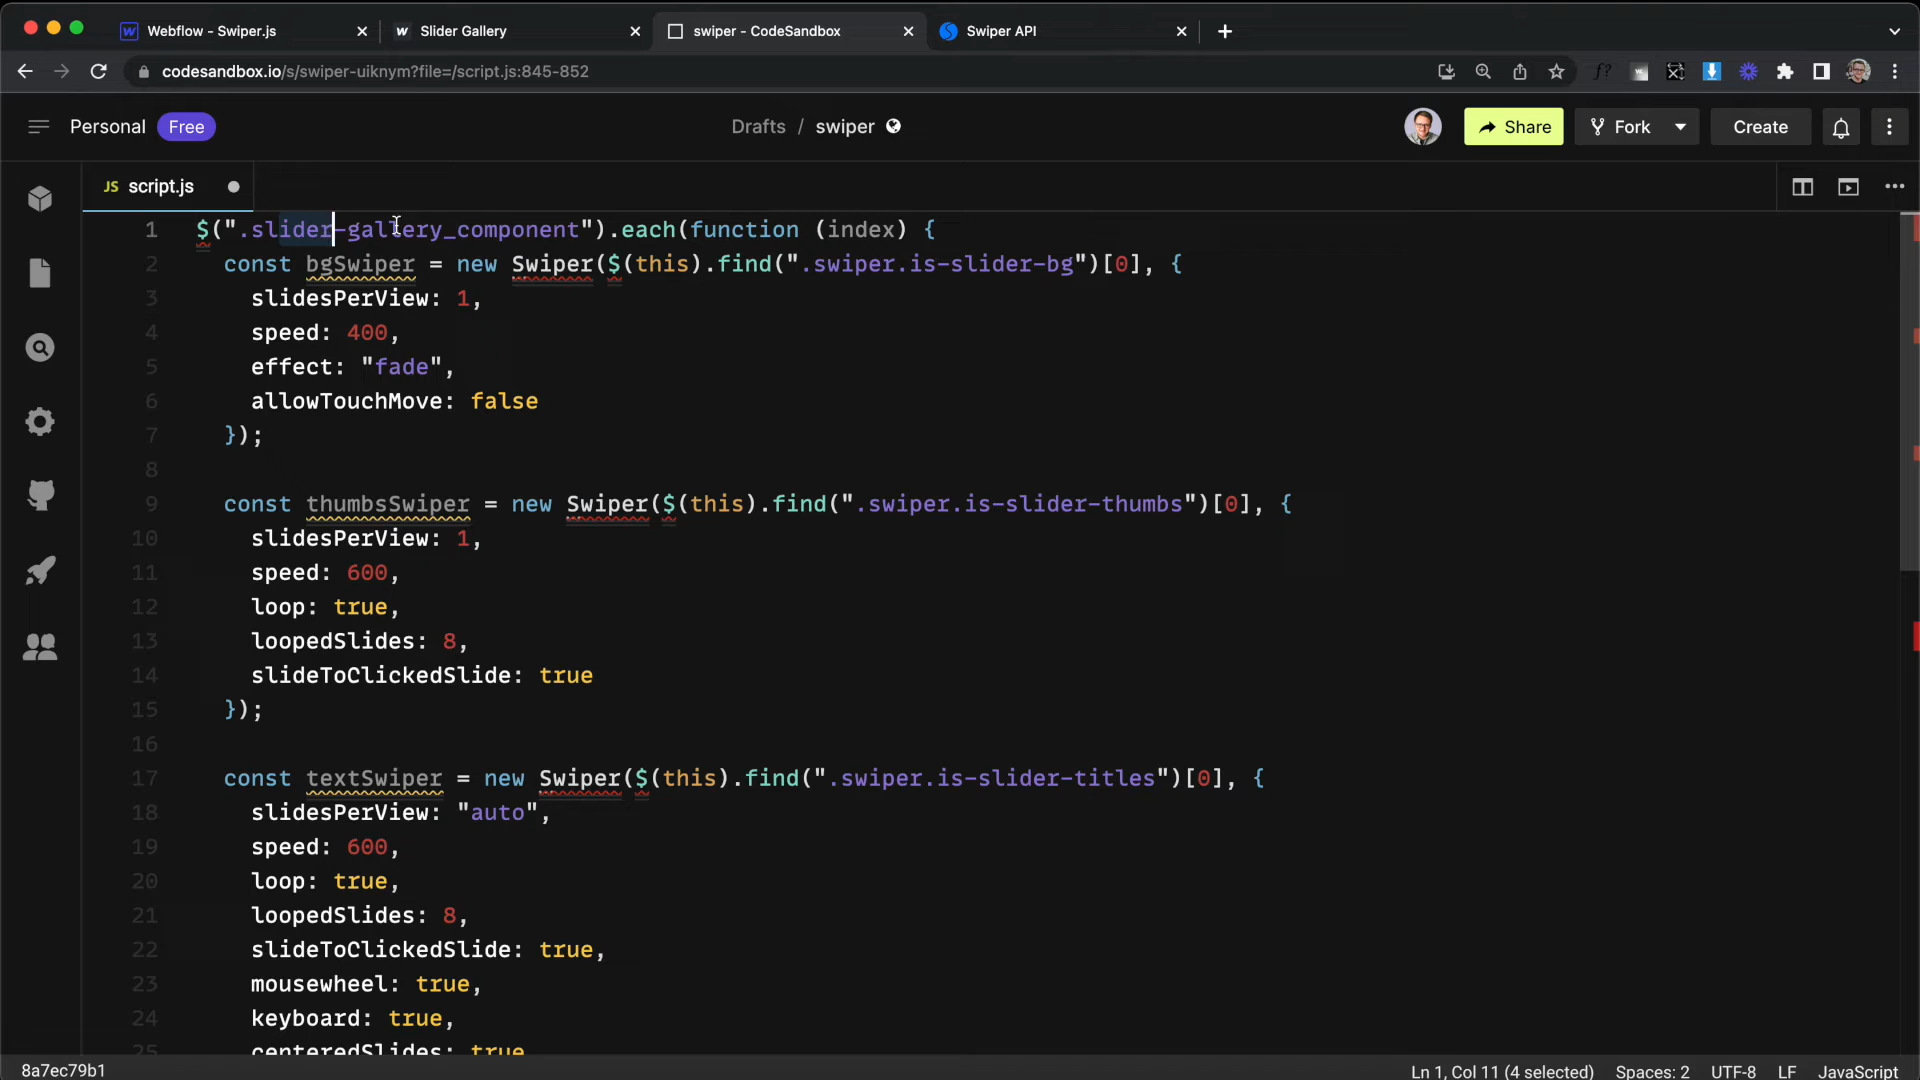 Webflow - Swiper.js
Slider Gallery
swiper - CodeSandbox
Swiper API
codesandbox.io/s/swiper-uiknym?file=/script.js:845-852
Personal Free
Drafts / swiper
Share
Fork
Create
JS script.js
1 $(".slider-gallery_component").each(function (index) {
2 const bgSwiper = new Swiper($(this).find(".swiper.is-slider-bg")[0], {
3 slidesPerView: 1,
4 speed: 400,
5 effect: "fade",
6 allowTouchMove: false
7 });
8
9 const thumbsSwiper = new Swiper($(this).find(".swiper.is-slider-thumbs")[0], {
10 slidesPerView: 1,
11 speed: 600,
12 loop: true,
13 loopedSlides: 8,
14 slideToClickedSlide: true
15 });
16
17 const textSwiper = new Swiper($(this).find(".swiper.is-slider-titles")[0], {
18 slidesPerView: "auto",
19 speed: 600,
20 loop: true,
21 loopedSlides: 8,
22 slideToClickedSlide: true,
23 mousewheel: true,
24 keyboard: true,
25 centeredSlides: true
8a7ec79b1
Ln 1, Col 11 (4 selected) Spaces: 2 UTF-8 LF JavaScript